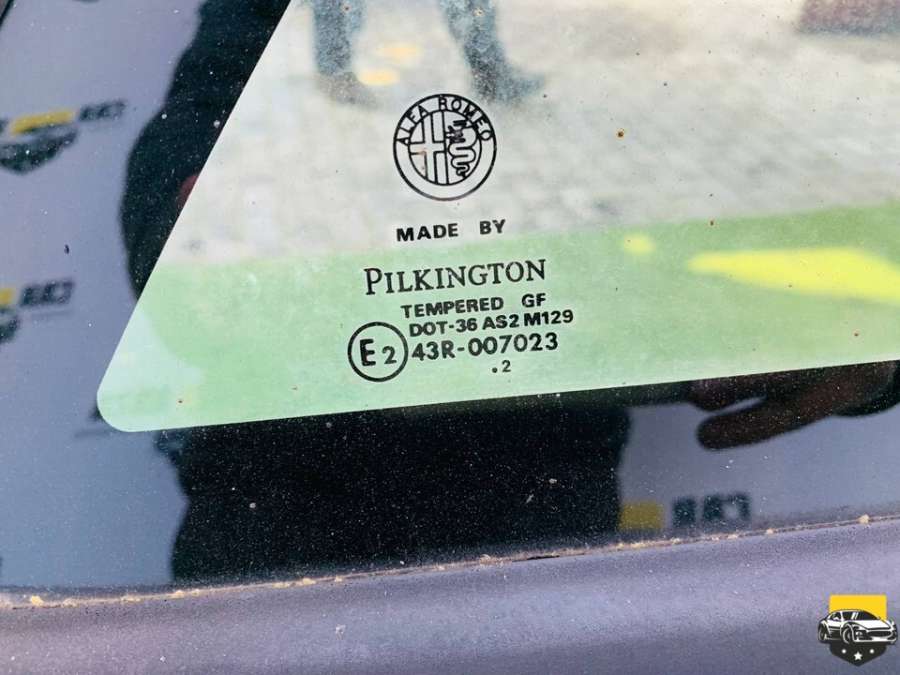 ALFA ROMEO
MADE BY
PILKINGTON
TEMPERED GF
DOT-36 AS2 M129
E2 43R-007023
.2